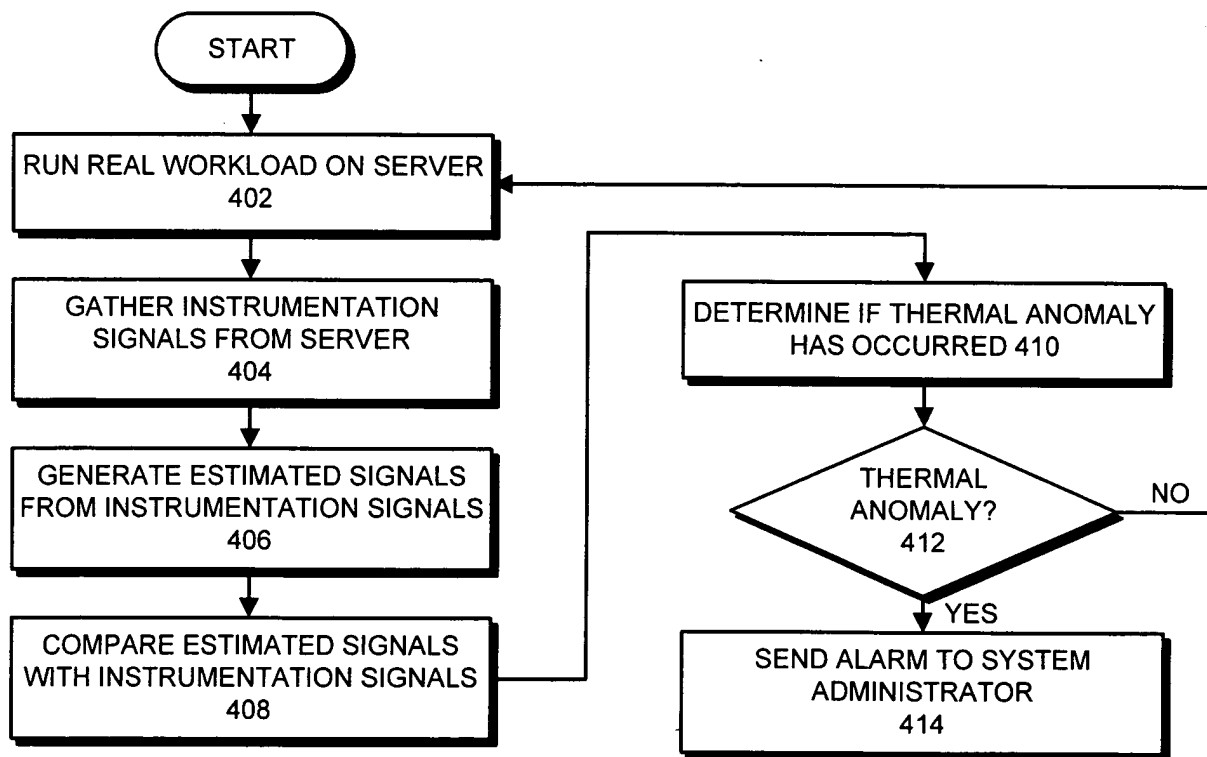 START
RUN REAL WORKLOAD ON SERVER
402
GATHER INSTRUMENTATION
SIGNALS FROM SERVER
404
GENERATE ESTIMATED SIGNALS
FROM INSTRUMENTATION SIGNALS
406
COMPARE ESTIMATED SIGNALS
WITH INSTRUMENTATION SIGNALS
408
DETERMINE IF THERMAL ANOMALY
HAS OCCURRED 410
THERMAL
ANOMALY?
412
NO
YES
SEND ALARM TO SYSTEM
ADMINISTRATOR
414